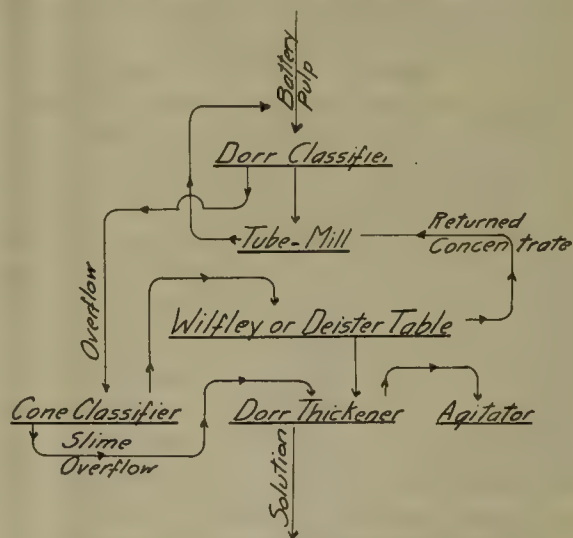 Battery
Pulp
Dorr Classifier
Returned
Concentrate
Tube-Mill
Overflow
Wilfley or Deister Table
Cone Classifier
Dorr Thickener
Agitator
Slime
Overflow
Solution